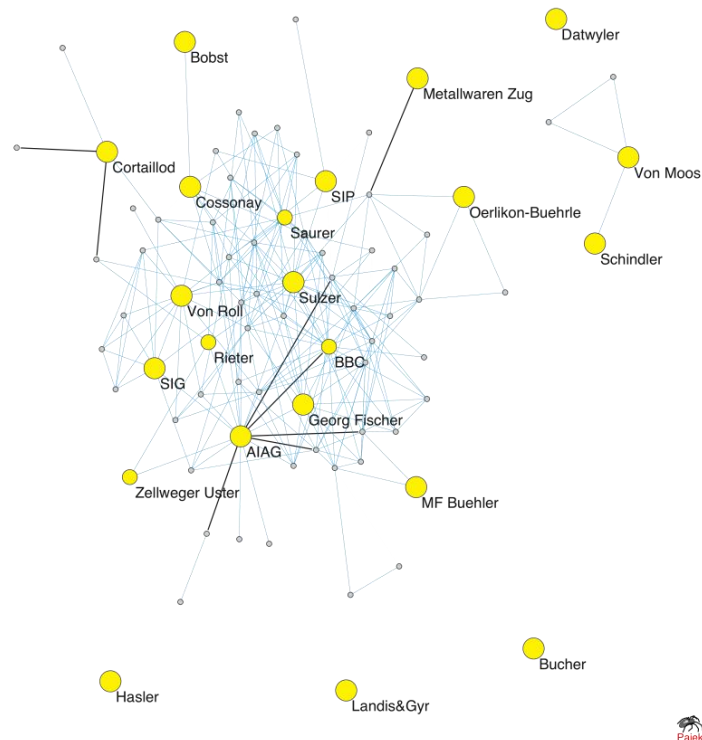 Datwyler
Bobst
Metallwaren Zug
Cortaillod
Von Moos
Cossonay
SIP
Oerlikon-Buehrle
Saurer
Schindler
Sulzer
Von Roll
Rieter
BBC
SIG
Georg Fischer
AIAG
Zellweger Uster
MF Buehler
Bucher
Hasler
Landis&Gyr
Pajek